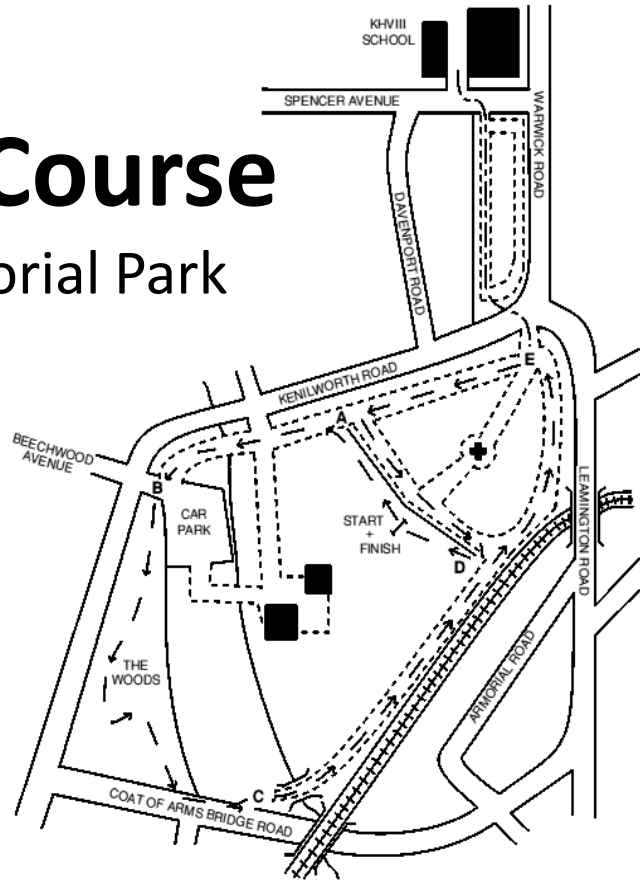 KHVIII
SCHOOL
SPENCER AVENUE
WARWICK ROAD
Course
orial Park
DAVENPORT ROAD
E
KENILWORTH ROAD
A
BEECHWOOD
AVENUE
B
CAR
PARK
START
+
FINISH
LEAMINGTON ROAD
D
THE
WOODS
ARMORIAL ROAD
C
COAT OF ARMS BRIDGE ROAD